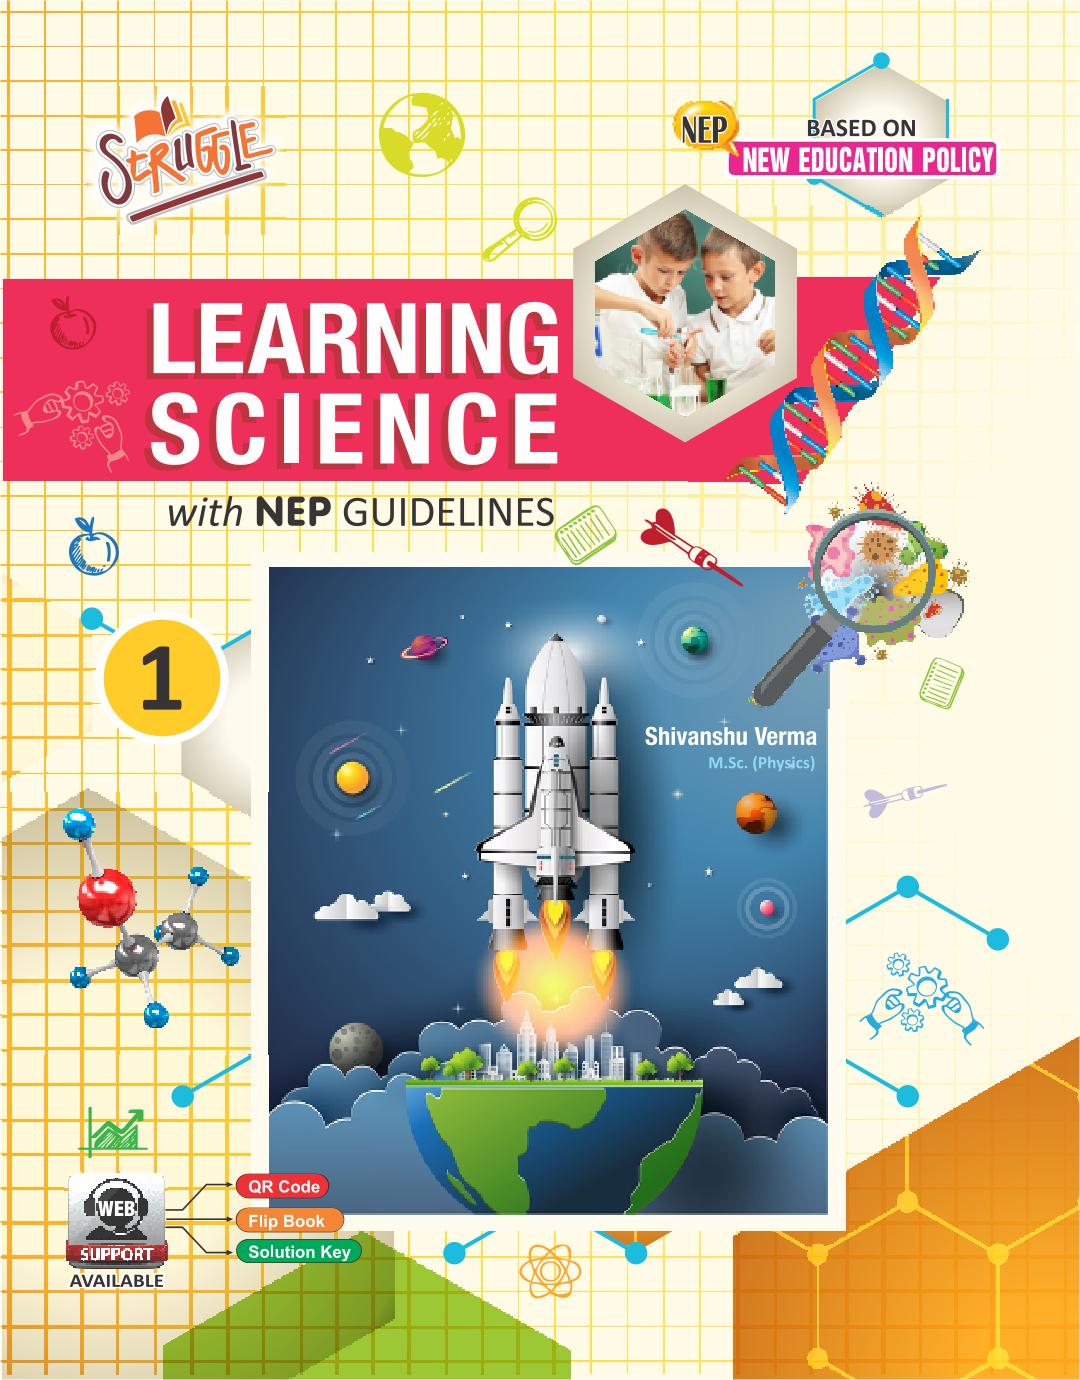 STRUGGLE
NEP
BASED ON
NEW EDUCATION POLICY
LEARNING
SCIENCE
with NEP GUIDELINES
1
Shivanshu Verma
M.Sc. (Physics)
WEB
SUPPORT
AVAILABLE
QR Code
Flip Book
Solution Key